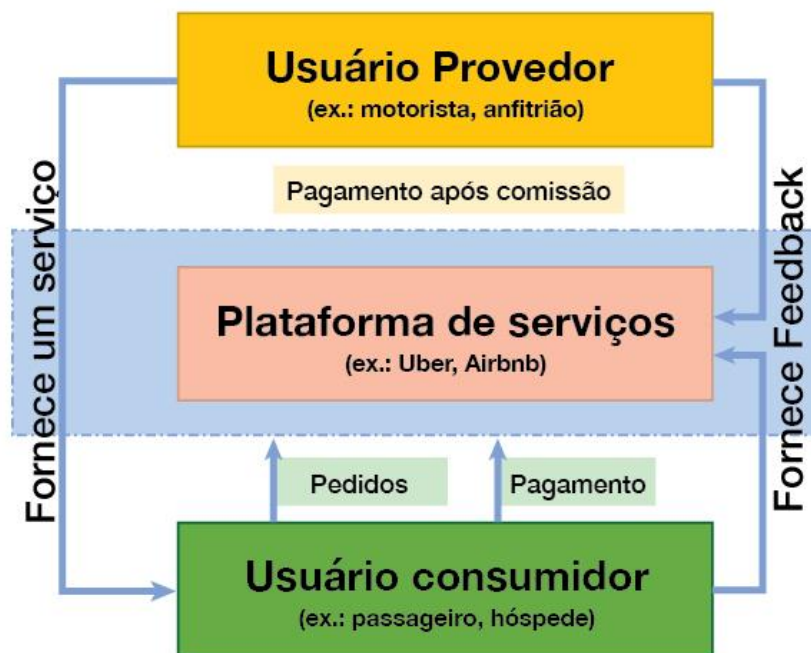 Usuário Provedor
(ex.: motorista, anfitrião)
Pagamento após comissão
Fornece um serviço
Fornece Feedback
Plataforma de serviços
(ex.: Uber, Airbnb)
Pedidos
Pagamento
Usuário consumidor
(ex.: passageiro, hóspede)